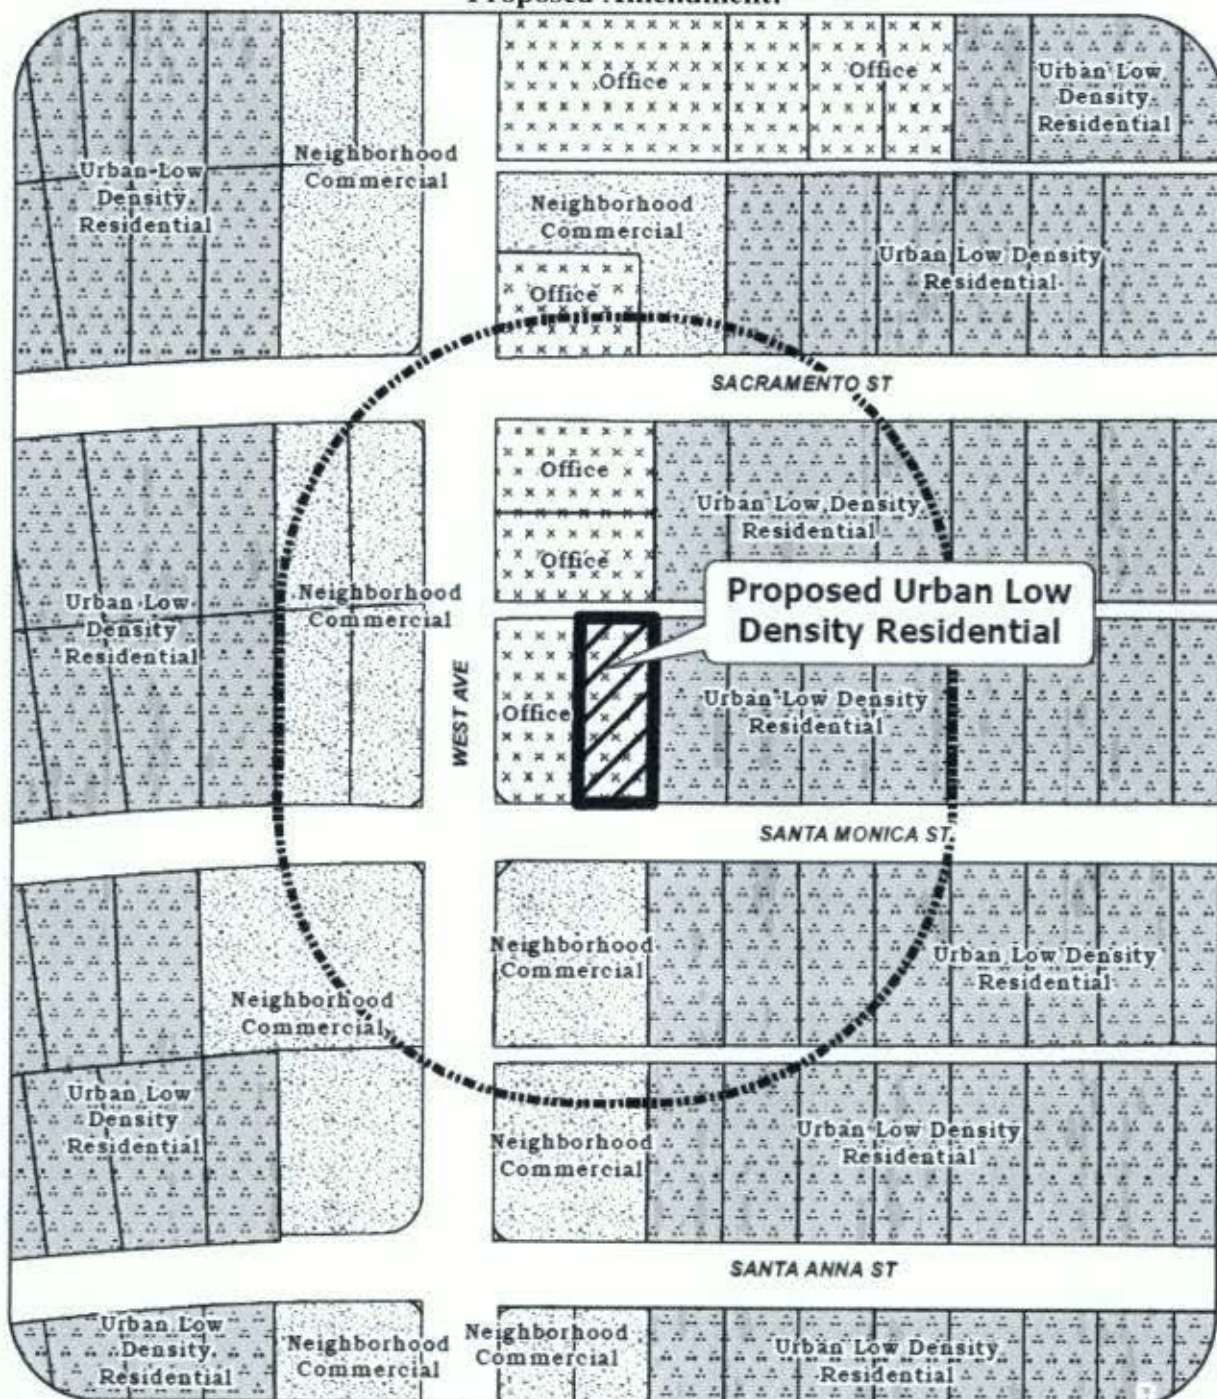 Proposed Amendment:
Office
Office
Urban Low
Density
Residential
Urban Low
Density
Residential
Neighborhood
Commercial
Neighborhood
Commercial
Urban Low Density
Residential
Office
SACRAMENTO ST
Office
Urban Low Density
Residential
Office
Proposed Urban Low
Density Residential
Urban Low
Density
Residential
Neighborhood
Commercial
WEST AVE
Office
Urban Low Density
Residential
SANTA MONICA ST
Neighborhood
Commercial
Urban Low Density
Residential
Neighborhood
Commercial
Urban Low
Density
Residential
Neighborhood
Commercial
Urban Low Density
Residential
SANTA ANNA ST
Urban Low
Density
Residential
Neighborhood
Commercial
Neighborhood
Commercial
Urban Low Density
Residential